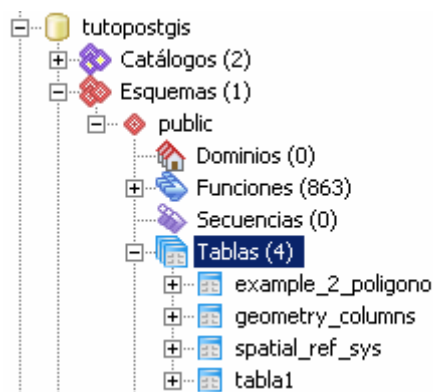 tutopostgis
Catálogos (2)
Esquemas (1)
public
Dominios (0)
Funciones (863)
Secuencias (0)
Tablas (4)
example_2_poligono
geometry_columns
spatial_ref_sys
tabla1